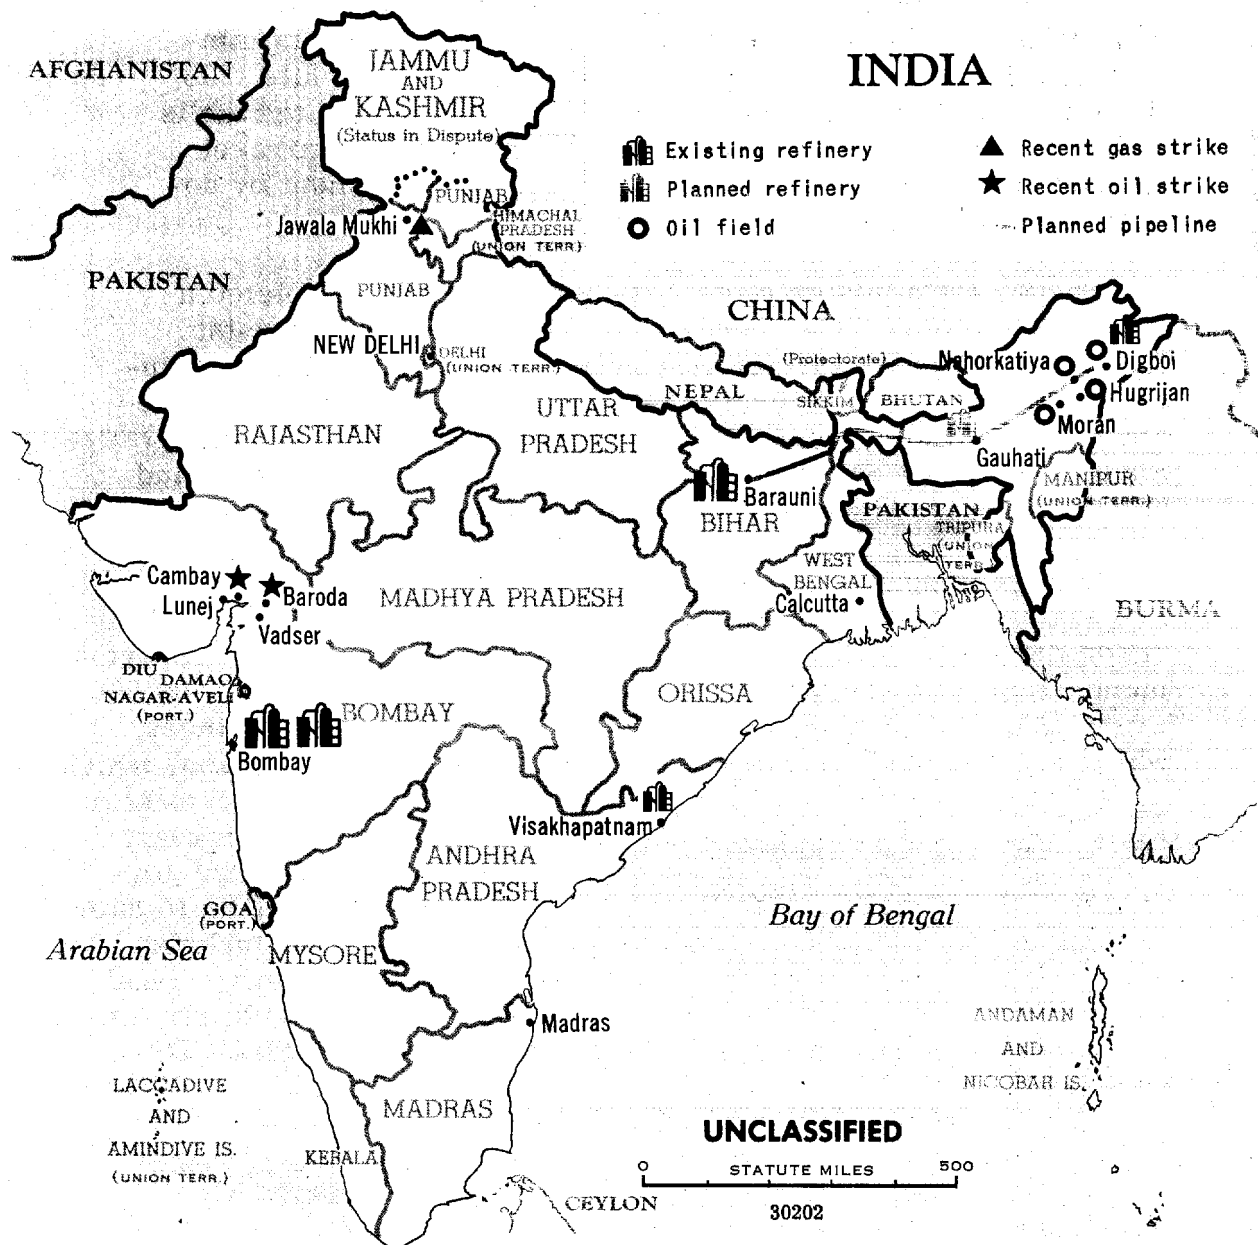 INDIA
AFGHANISTAN
JAMMU
AND
KASHMIR
(Status in Dispute)
Existing refinery
Planned refinery
Oil field
Recent gas strike
Recent oil strike
Planned pipeline
PUNJAB
Jawala Mukhi
HIMACHAL
PRADESH
(UNION TERR.)
PAKISTAN
PUNJAB
CHINA
NEW DELHI
DELHI
(UNION TERR.)
(Protectorate)
Nahorkatiya
Digboi
NEPAL
SIKKIM
BHUTAN
Hugrijan
UTTAR
PRADESH
RAJASTHAN
Moran
Gauhati
MANIPUR
(UNION TERR.)
Barauni
BIHAR
PAKISTAN
TRIPURA
(UNION
TERR.
WEST
BENGAL
Calcutta
Cambay
Lunej
Baroda
Vadser
MADHYA PRADESH
BURMA
DIU
DAMAO
NAGAR-AVELI
(PORT.)
BOMBAY
ORISSA
Bombay
Visakhapatnam
ANDHRA
PRADESH
GOA
(PORT.)
Bay of Bengal
Arabian Sea
MYSORE
Madras
ANDAMAN
AND
NICOBAR IS.
LACCADIVE
AND
AMINDIVE IS.
(UNION TERR.)
MADRAS
KERALA
UNCLASSIFIED
0 STATUTE MILES 500
30202
CEYLON